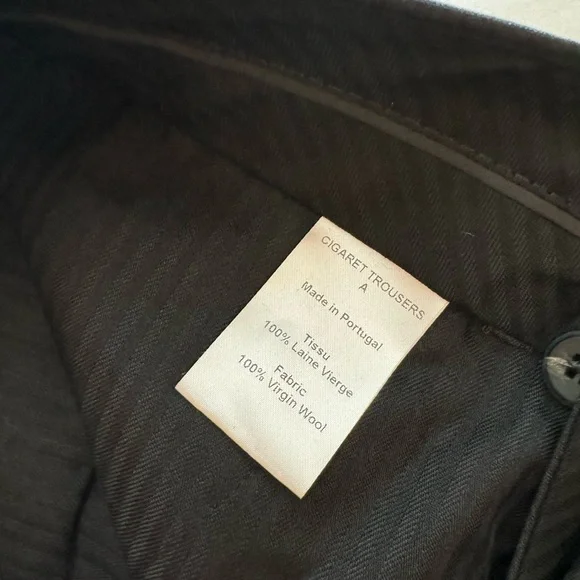 CIGARET TROUSERS
A
Made in Portugal
Tissu
100% Laine Vierge
Fabric
100% Virgin Wool